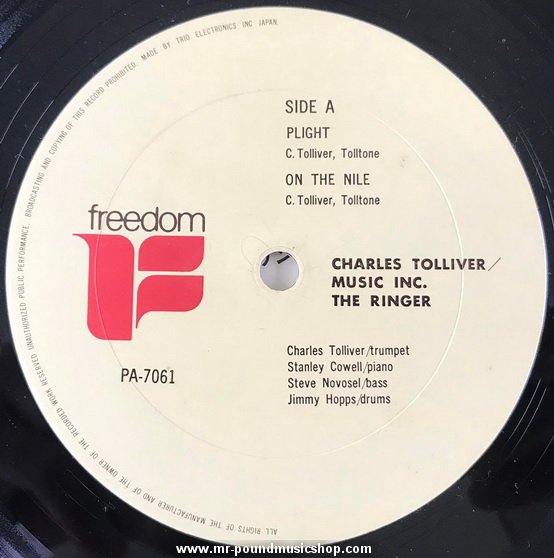 ALL RIGHTS OF THE MANUFACTURER AND OF THE OWNER OF THE RECORDED WORK RESERVED UNAUTHORIZED PUBLIC PERFORMANCE, BROADCASTING AND COPYING OF THIS RECORD PROHIBITED. MADE BY TRIO ELECTRONICS INC JAPAN.
SIDE A
PLIGHT
C. Tolliver, Tolltone
ON THE NILE
C. Tolliver, Tolltone
freedom
CHARLES TOLLIVER/
MUSIC INC.
THE RINGER
PA-7061
Charles Tolliver/trumpet
Stanley Cowell/piano
Steve Novosel/bass
Jimmy Hopps/drums
www.mr-poundmusicshop.com